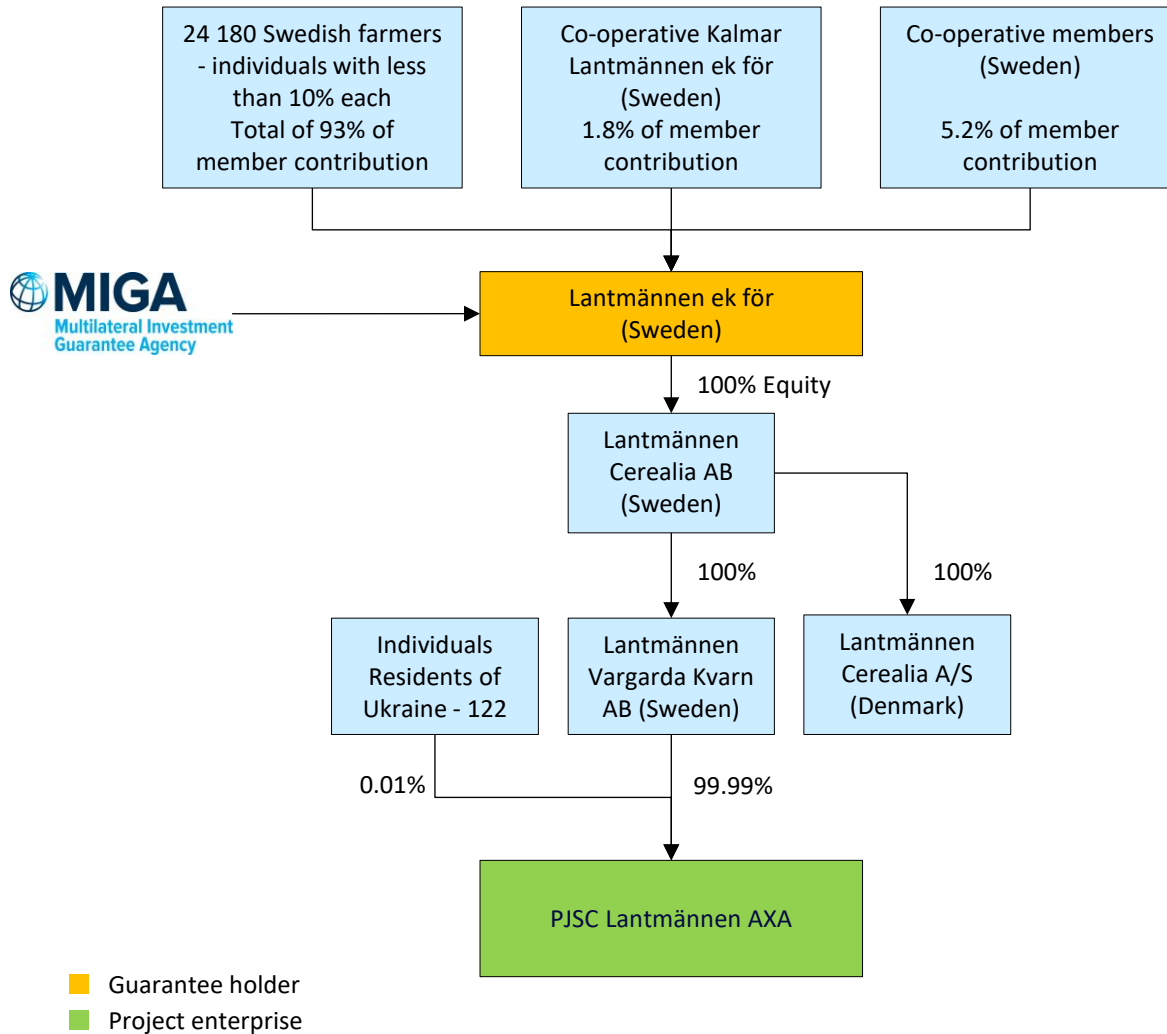 24 180 Swedish farmers
- individuals with less
than 10% each
Total of 93% of
member contribution
Co-operative Kalmar
Lantmännen ek för
(Sweden)
1.8% of member
contribution
Co-operative members
(Sweden)
5.2% of member
contribution
MIGA
Multilateral Investment
Guarantee Agency
Lantmännen ek för
(Sweden)
100% Equity
Lantmännen
Cerealia AB
(Sweden)
100%
100%
Individuals
Residents of
Ukraine - 122
Lantmännen
Vargarda Kvarn
AB (Sweden)
Lantmännen
Cerealia A/S
(Denmark)
0.01%
99.99%
PJSC Lantmännen AXA
Guarantee holder
Project enterprise